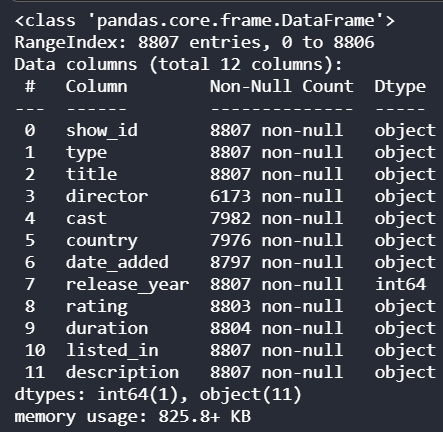 <class 'pandas.core.frame.DataFrame'>
RangeIndex: 8807 entries, 0 to 8806
Data columns (total 12 columns):
 #   Column        Non-Null Count  Dtype
---  ------        --------------  -----
 0   show_id       8807 non-null   object
 1   type          8807 non-null   object
 2   title         8807 non-null   object
 3   director      6173 non-null   object
 4   cast          7982 non-null   object
 5   country       7976 non-null   object
 6   date_added    8797 non-null   object
 7   release_year  8807 non-null   int64
 8   rating        8803 non-null   object
 9   duration      8804 non-null   object
 10  listed_in     8807 non-null   object
 11  description   8807 non-null   object
dtypes: int64(1), object(11)
memory usage: 825.8+ KB